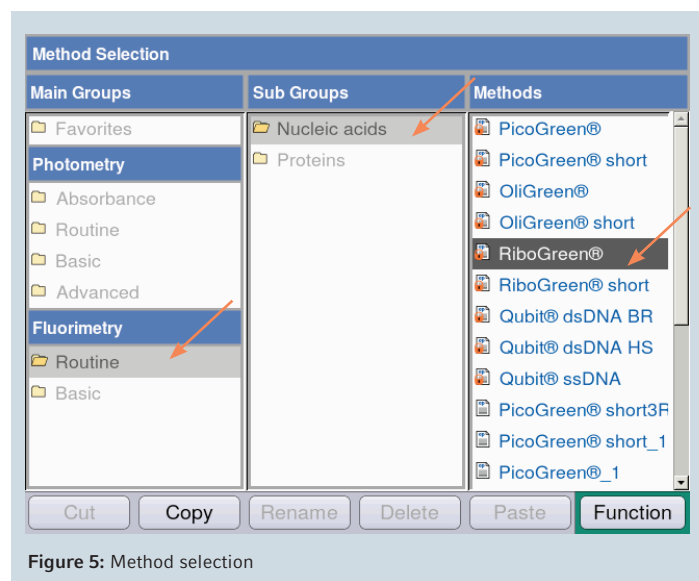 Method Selection
Main Groups
Sub Groups
Methods
Favorites
Photometry
Absorbance
Routine
Basic
Advanced
Fluorimetry
Routine
Basic
Nucleic acids
Proteins
PicoGreen®
PicoGreen® short
OliGreen®
OliGreen® short
RiboGreen®
RiboGreen® short
Qubit® dsDNA BR
Qubit® dsDNA HS
Qubit® ssDNA
PicoGreen® short3R
PicoGreen® short_1
PicoGreen®_1
Cut
Copy
Rename
Delete
Paste
Function
Figure 5: Method selection